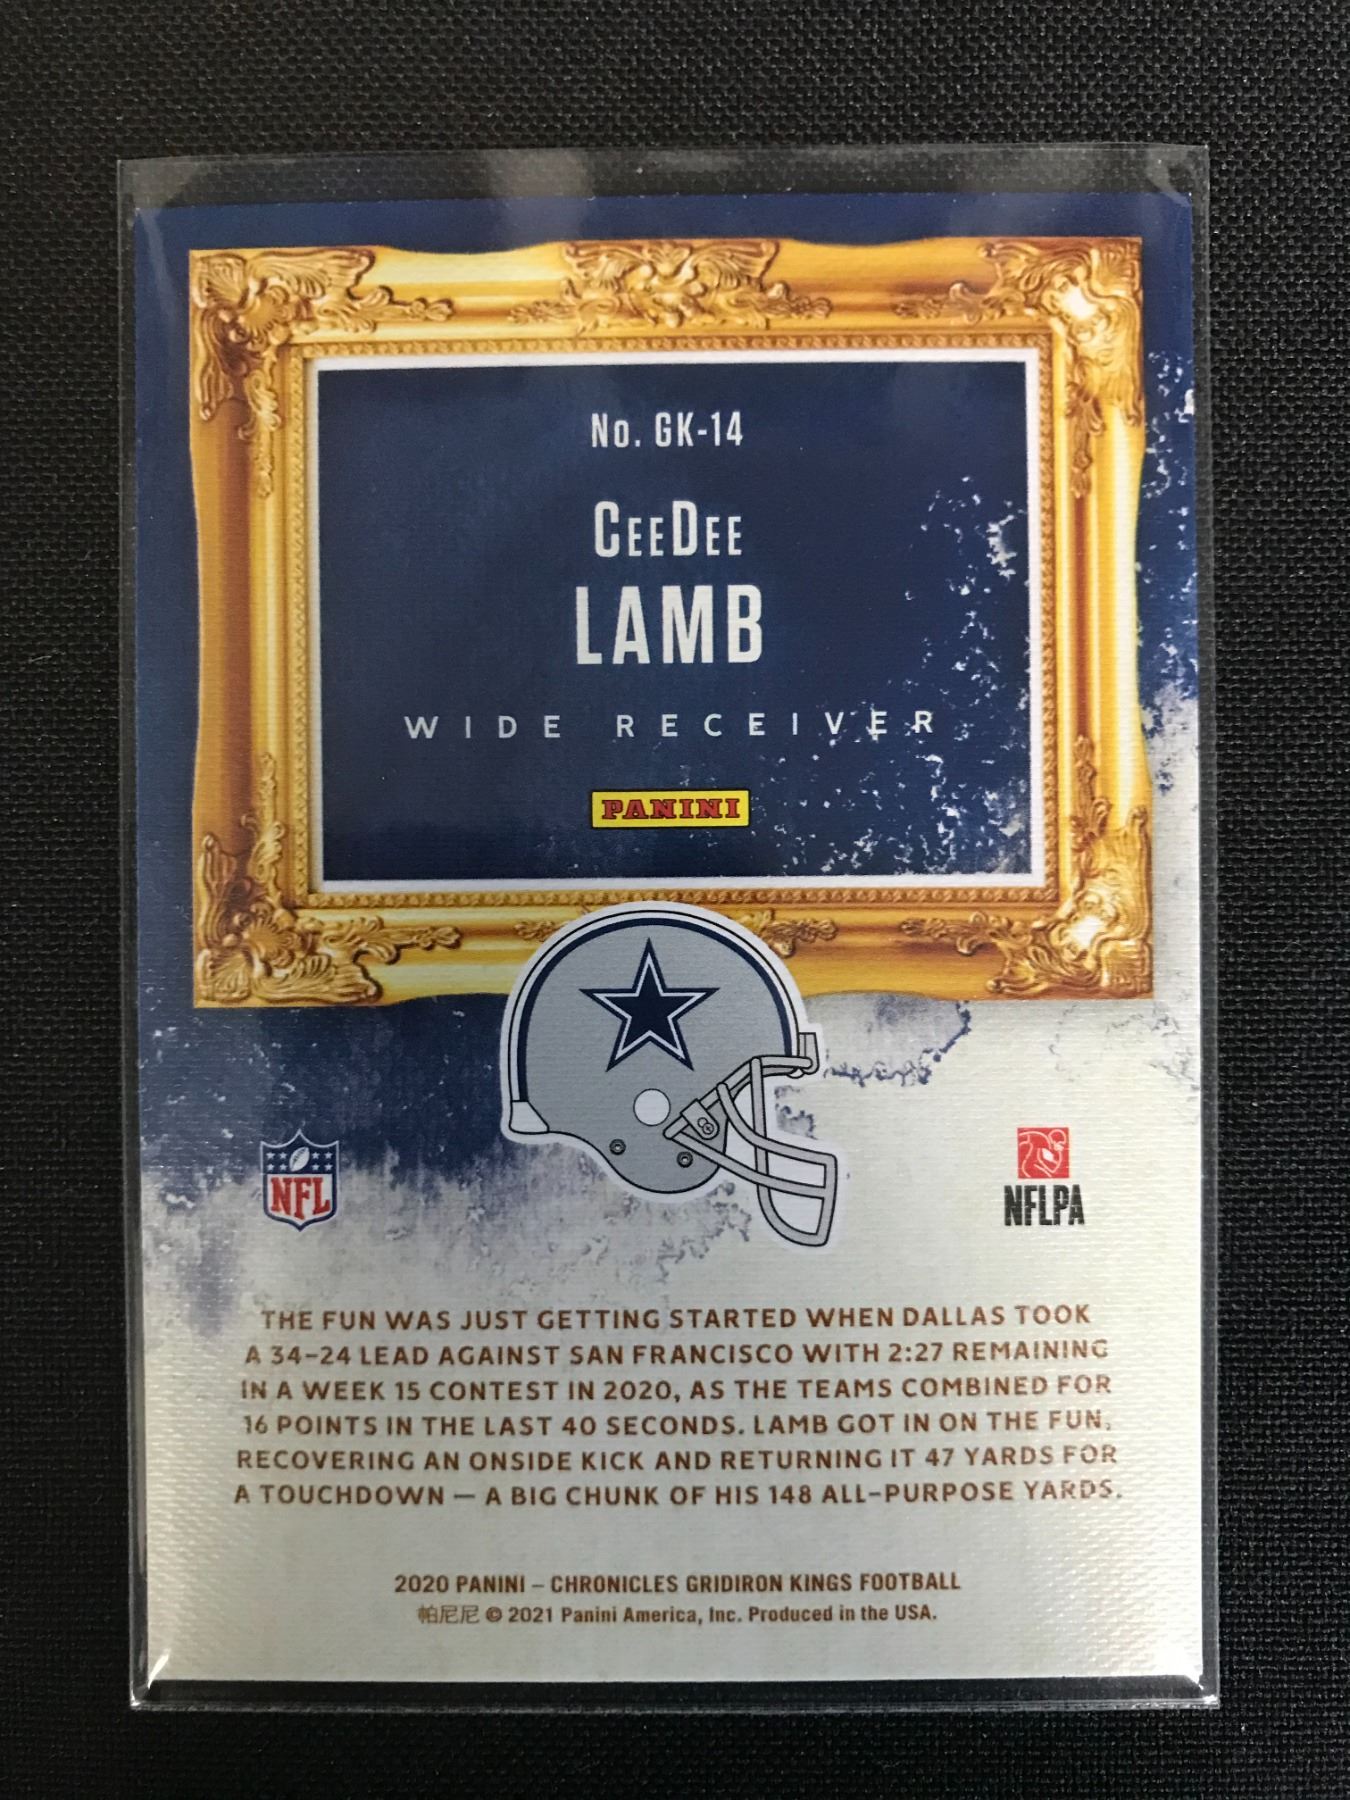 No. GK-14
CEEDEE
LAMB
WIDE RECEIVER
PANINI
NFL
NFLPA
THE FUN WAS JUST GETTING STARTED WHEN DALLAS TOOK
A 34–24 LEAD AGAINST SAN FRANCISCO WITH 2:27 REMAINING
IN A WEEK 15 CONTEST IN 2020, AS THE TEAMS COMBINED FOR
16 POINTS IN THE LAST 40 SECONDS. LAMB GOT IN ON THE FUN,
RECOVERING AN ONSIDE KICK AND RETURNING IT 47 YARDS FOR
A TOUCHDOWN — A BIG CHUNK OF HIS 148 ALL-PURPOSE YARDS.
2020 PANINI – CHRONICLES GRIDIRON KINGS FOOTBALL
帕尼尼 © 2021 Panini America, Inc. Produced in the USA.